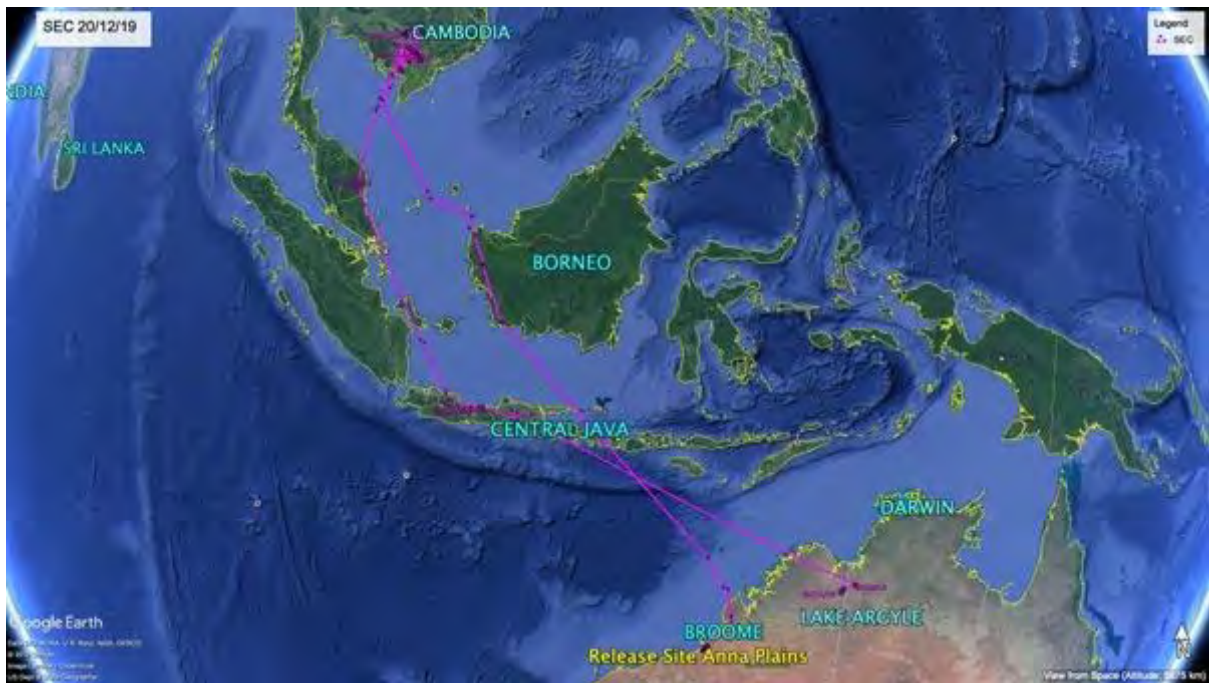 SEC 20/12/19
Legend
SEC
CAMBODIA
SRI LANKA
BORNEO
CENTRAL JAVA
DARWIN
LAKE ARGYLE
BROOME
Release Site Anna Plains
Google Earth
N
View from Space (Altitude: